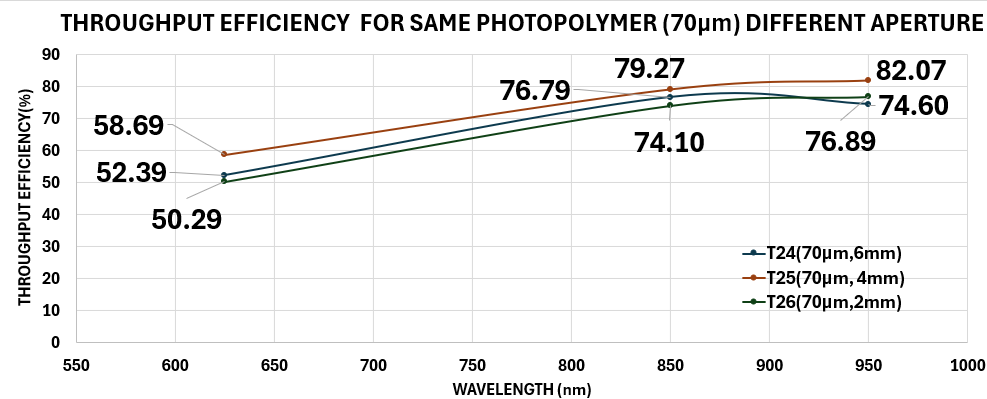 THROUGHPUT EFFICIENCY  FOR SAME PHOTOPOLYMER (70µm) DIFFERENT APERTURE
THROUGHPUT EFFICIENCY(%)
90
80
70
60
50
40
30
20
10
0
58.69
52.39
50.29
76.79
79.27
74.10
82.07
74.60
76.89
T24(70µm,6mm)
T25(70µm, 4mm)
T26(70µm,2mm)
550 600 650 700 750 800 850 900 950 1000
WAVELENGTH (nm)